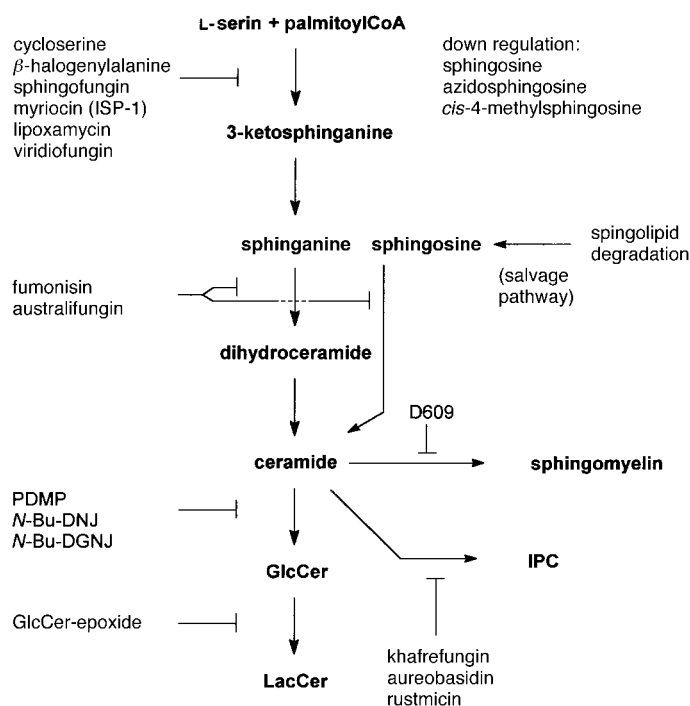 L-serin + palmitoylCoA
cycloserine
β-halogenylalanine
sphingofungin
myriocin (ISP-1)
lipoxamycin
viridiofungin
down regulation:
sphingosine
azidosphingosine
cis-4-methylsphingosine
3-ketosphinganine
sphinganine
sphingosine
spingolipid
degradation
(salvage
pathway)
fumonisin
australifungin
dihydroceramide
D609
ceramide
sphingomyelin
PDMP
N-Bu-DNJ
N-Bu-DGNJ
IPC
GlcCer
GlcCer-epoxide
khafrefungin
aureobasidin
rustmicin
LacCer